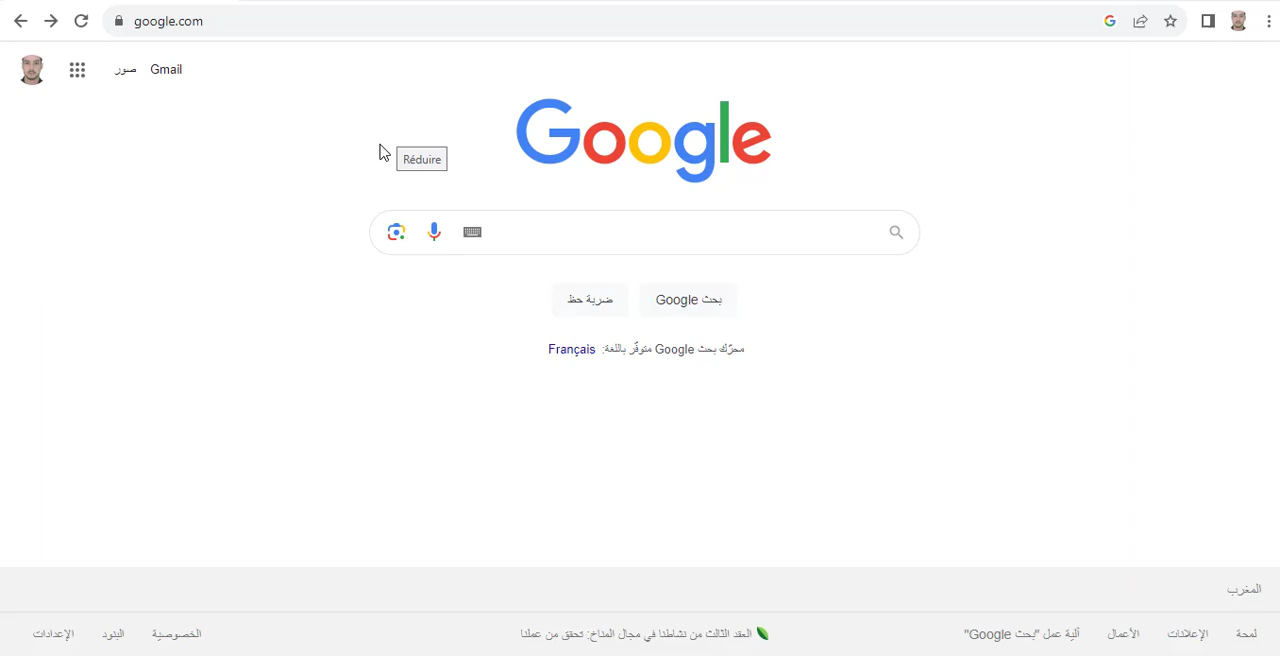 google.com
صور Gmail
Google
Réduire
بحث Google
ضربة حظ
محرّك بحث Google متوفّر باللغة: Français
المغرب
لمحة
الإعلانات
الأعمال
آلية عمل "بحث Google"
العقد الثالث من نشاطنا في مجال المناخ: تحقق من عملنا
الخصوصية
البنود
الإعدادات